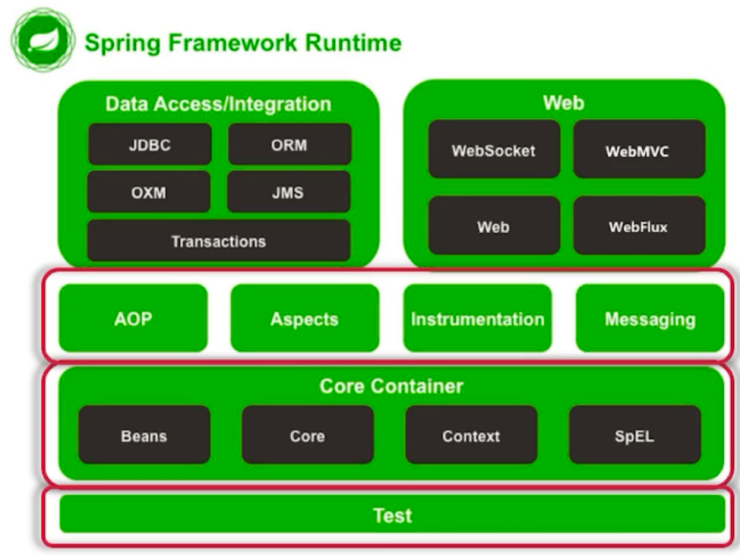 Spring Framework Runtime
Data Access/Integration
JDBC
ORM
OXM
JMS
Transactions
Web
WebSocket
WebMVC
Web
WebFlux
AOP
Aspects
Instrumentation
Messaging
Core Container
Beans
Core
Context
SpEL
Test